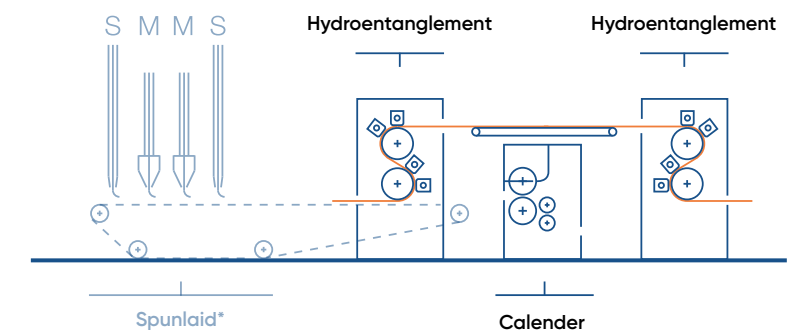 S M M S
Hydroentanglement
Hydroentanglement
Spunlaid*
Calender